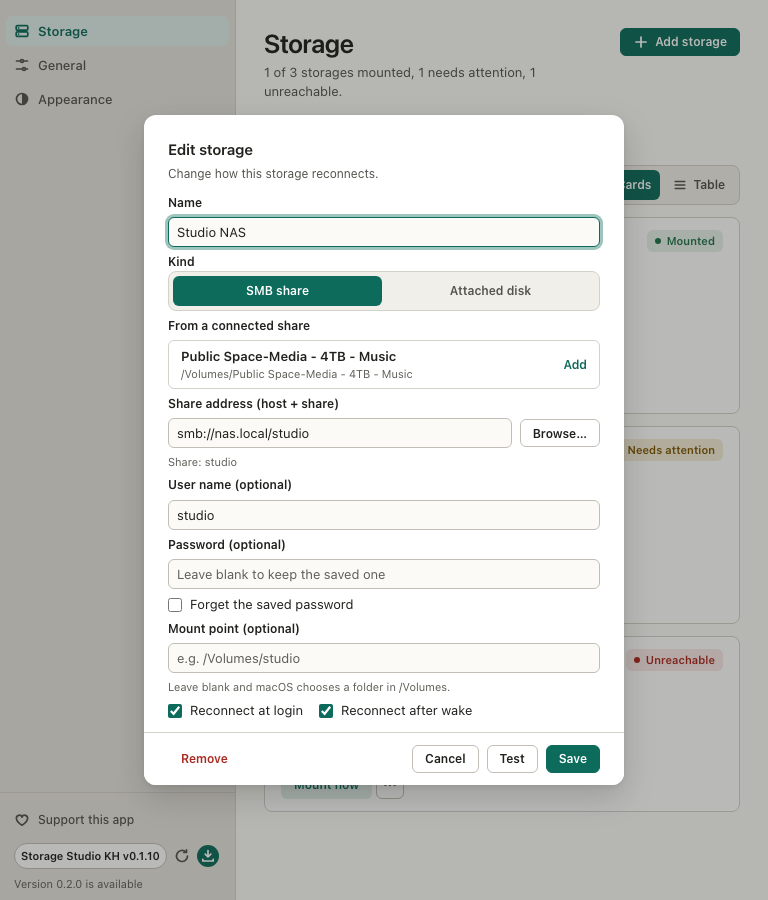 Storage
General
Appearance
Storage
1 of 3 storages mounted, 1 needs attention, 1
unreachable.
Add storage
Table
Mounted
Needs attention
Unreachable
Edit storage
Change how this storage reconnects.
Name
Studio NAS
Kind
SMB share
Attached disk
From a connected share
Public Space-Media - 4TB - Music
/Volumes/Public Space-Media - 4TB - Music
Add
Share address (host + share)
smb://nas.local/studio
Browse...
Share: studio
User name (optional)
studio
Password (optional)
Leave blank to keep the saved one
Forget the saved password
Mount point (optional)
e.g. /Volumes/studio
Leave blank and macOS chooses a folder in /Volumes.
Reconnect at login
Reconnect after wake
Remove
Cancel
Test
Save
Mount now
Support this app
Storage Studio KH v0.1.10
Version 0.2.0 is available